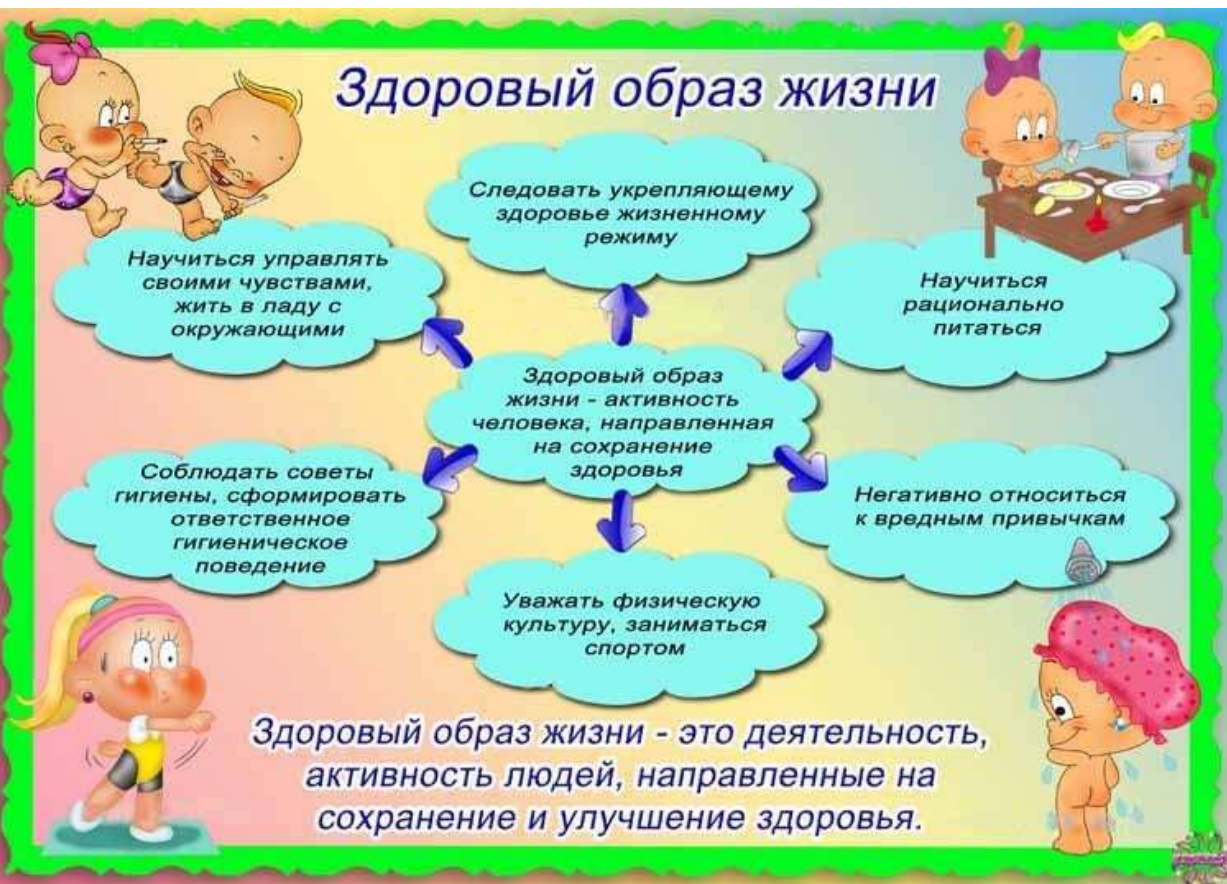 Здоровый образ жизни
Следовать укрепляющему
здоровье жизненному
режиму
Научиться управлять
своими чувствами,
жить в ладу с
окружающими
Научиться
рационально
питаться
Здоровый образ
жизни - активность
человека, направленная
на сохранение
здоровья
Соблюдать советы
гигиены, сформировать
ответственное
гигиеническое
поведение
Негативно относиться
к вредным привычкам
Уважать физическую
культуру, заниматься
спортом
Здоровый образ жизни - это деятельность,
активность людей, направленные на
сохранение и улучшение здоровья.